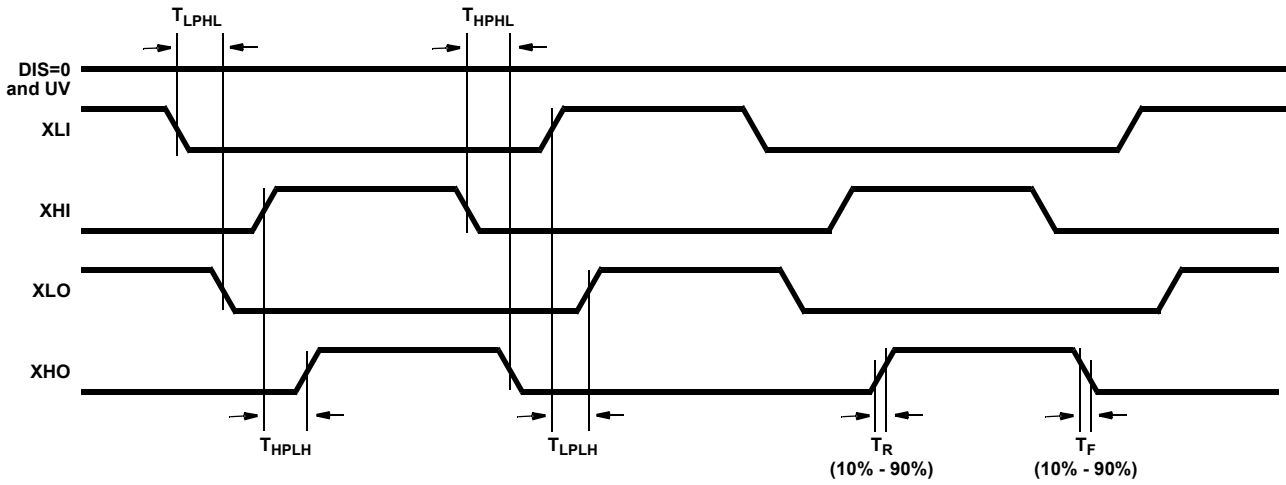 TLPHL
THPHL
DIS=0
and UV
XLI
XHI
XLO
XHO
THPLH
TLPLH
TR
(10% - 90%)
TF
(10% - 90%)